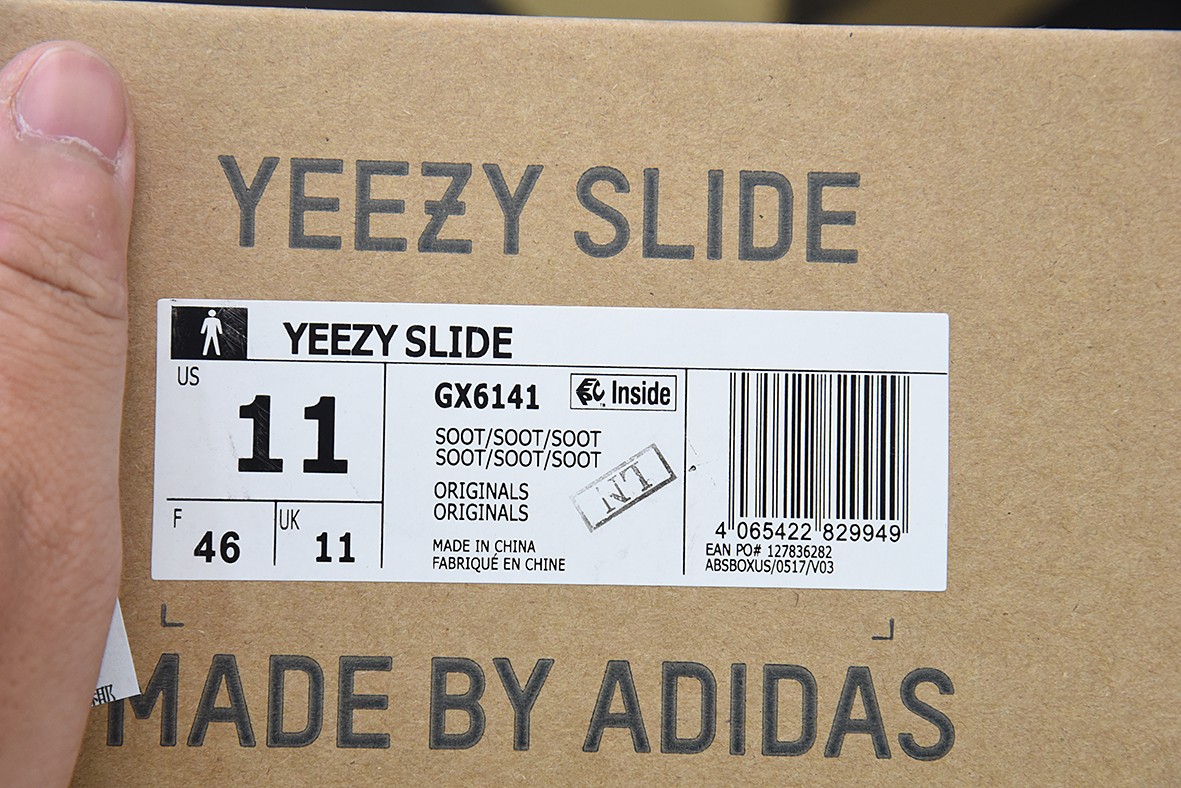 YEEZY SLIDE
YEEZY SLIDE
US
11
F
46
UK
11
GX6141
Inside
SOOT/SOOT/SOOT
SOOT/SOOT/SOOT
ORIGINALS
ORIGINALS
MADE IN CHINA
FABRIQUÉ EN CHINE
LNT
4 065422 829949
EAN PO# 127836282
ABSBOXUS/0517/V03
MADE BY ADIDAS